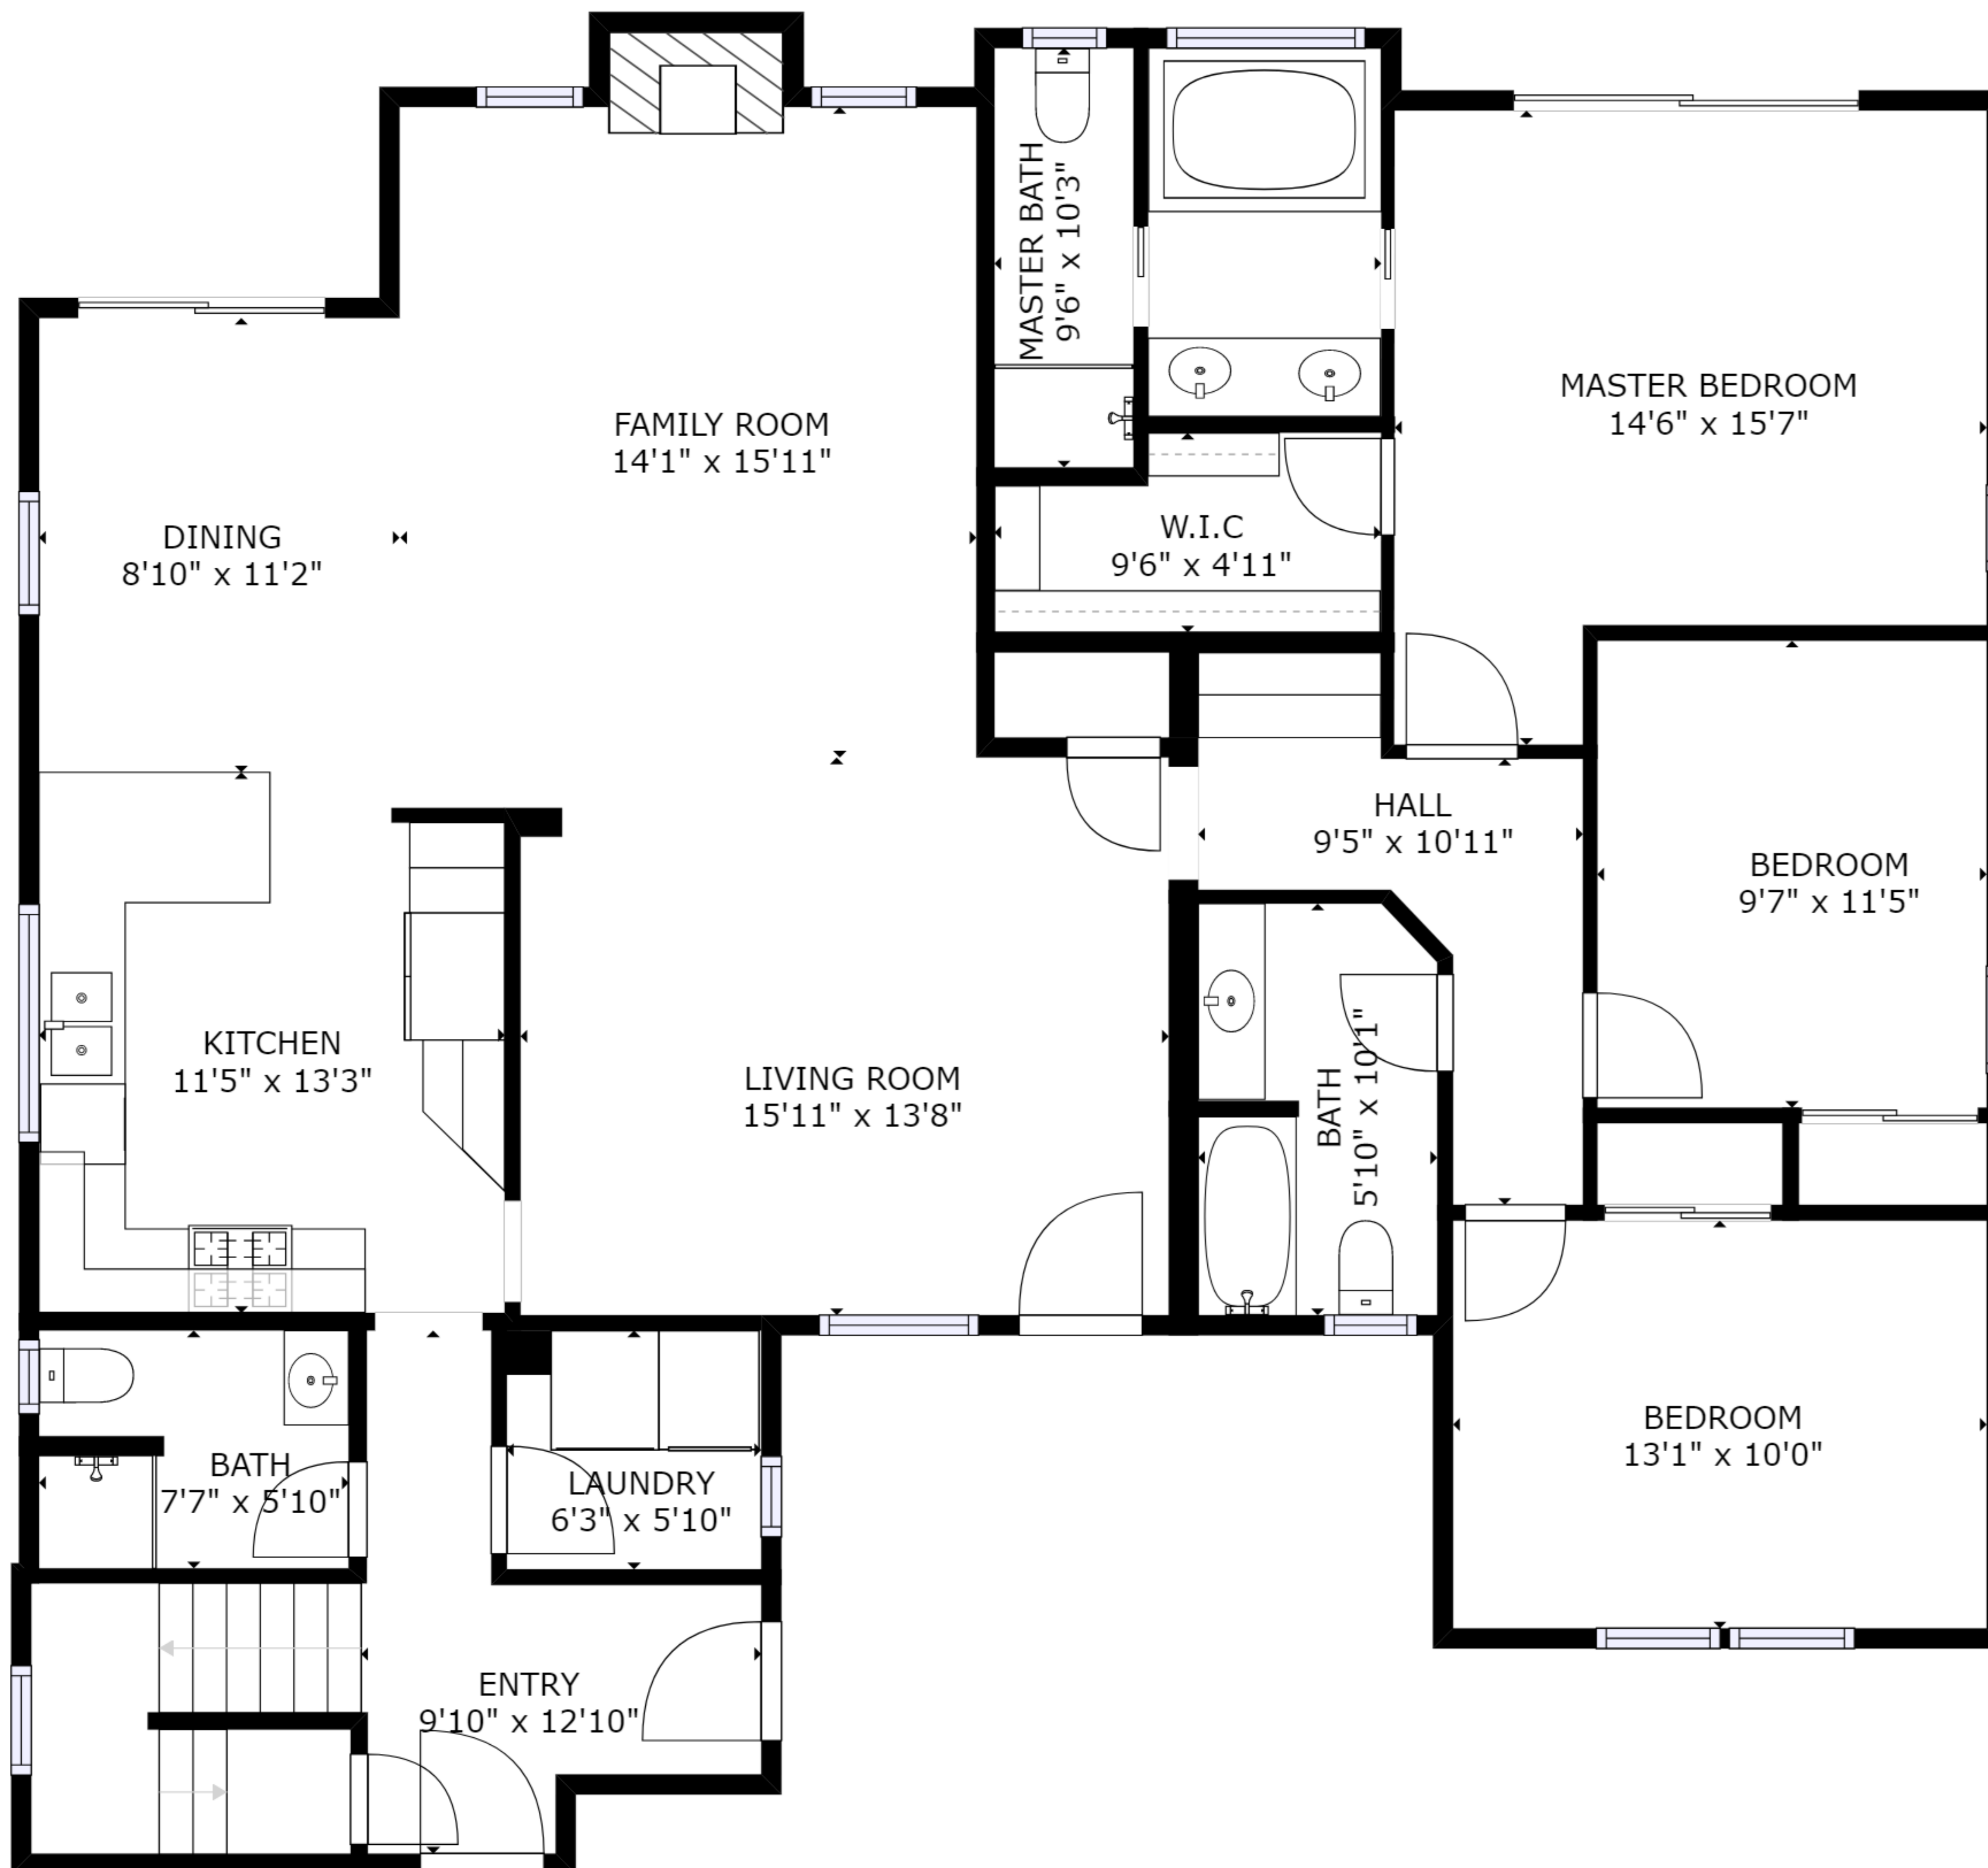 MASTER BATH
9'6" x 10'3"
MASTER BEDROOM
14'6" x 15'7"
FAMILY ROOM
14'1" x 15'11"
DINING
8'10" x 11'2"
W.I.C
9'6" x 4'11"
HALL
9'5" x 10'11"
BEDROOM
9'7" x 11'5"
KITCHEN
11'5" x 13'3"
LIVING ROOM
15'11" x 13'8"
BATH
5'10" x 10'1"
BEDROOM
13'1" x 10'0"
BATH
7'7" x 5'10"
LAUNDRY
6'3" x 5'10"
ENTRY
9'10" x 12'10"